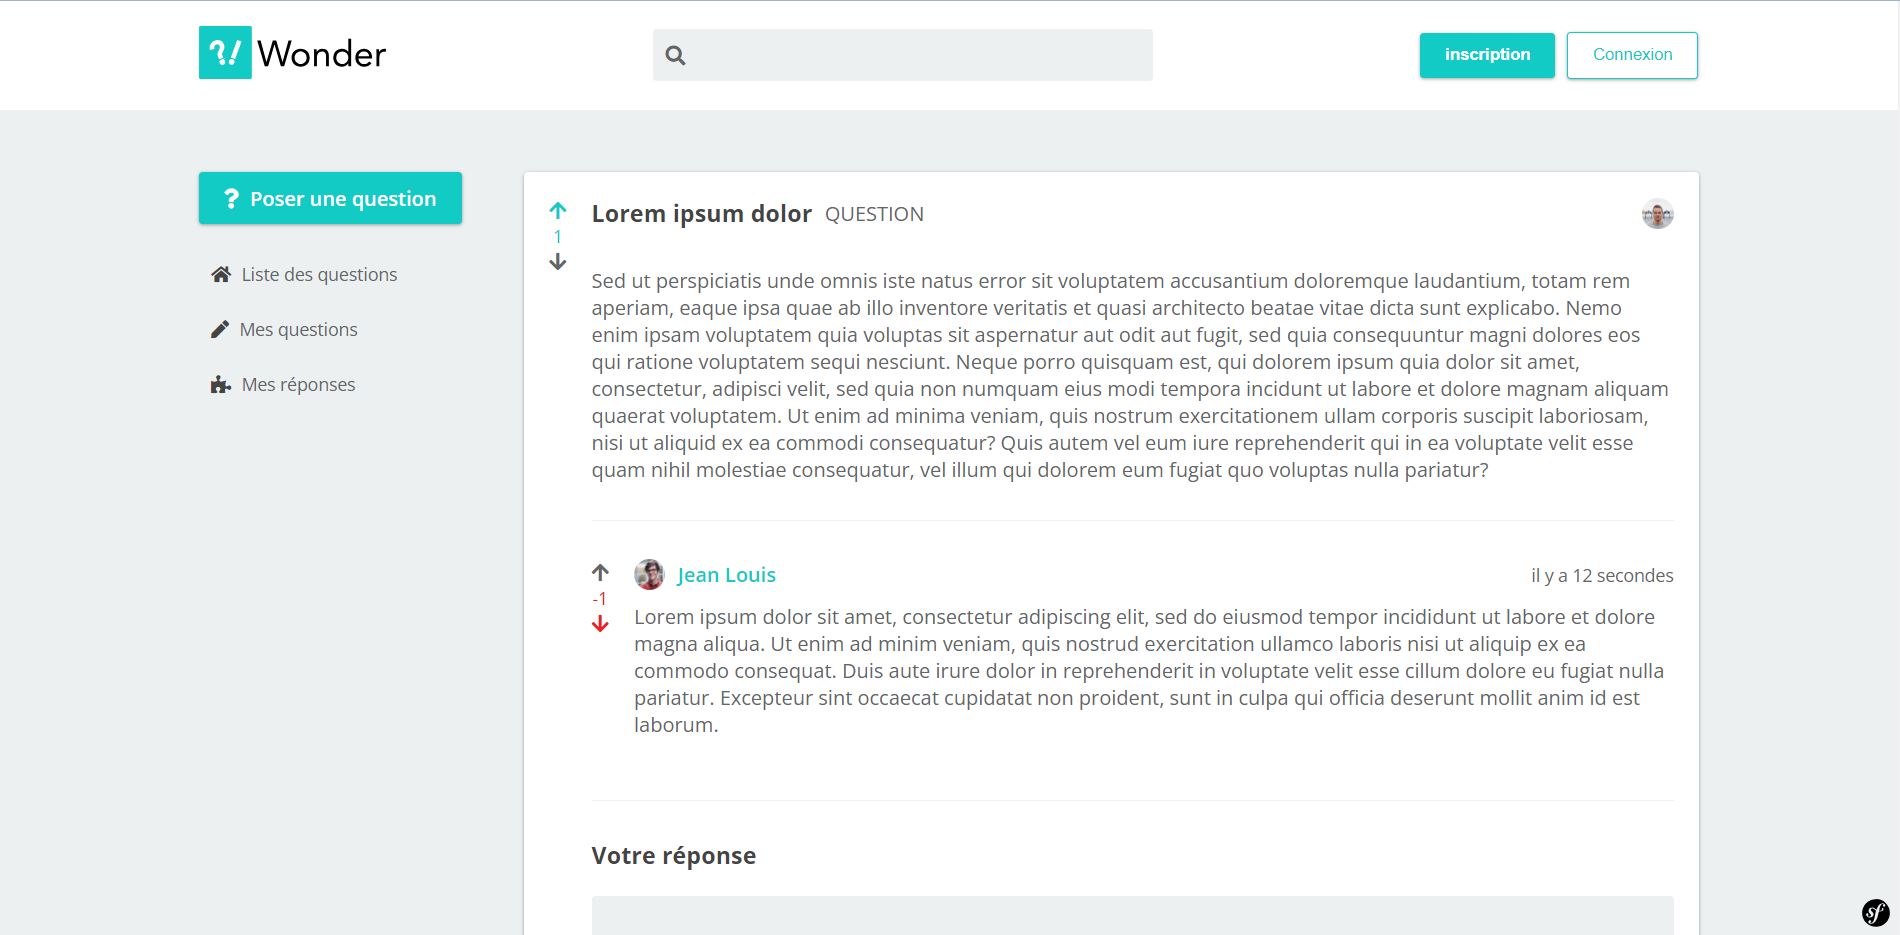 ?! Wonder
inscription
Connexion
? Poser une question
Liste des questions
Mes questions
Mes réponses
Lorem ipsum dolor QUESTION
1
Sed ut perspiciatis unde omnis iste natus error sit voluptatem accusantium doloremque laudantium, totam rem
aperiam, eaque ipsa quae ab illo inventore veritatis et quasi architecto beatae vitae dicta sunt explicabo. Nemo
enim ipsam voluptatem quia voluptas sit aspernatur aut odit aut fugit, sed quia consequuntur magni dolores eos
qui ratione voluptatem sequi nesciunt. Neque porro quisquam est, qui dolorem ipsum quia dolor sit amet,
consectetur, adipisci velit, sed quia non numquam eius modi tempora incidunt ut labore et dolore magnam aliquam
quaerat voluptatem. Ut enim ad minima veniam, quis nostrum exercitationem ullam corporis suscipit laboriosam,
nisi ut aliquid ex ea commodi consequatur? Quis autem vel eum iure reprehenderit qui in ea voluptate velit esse
quam nihil molestiae consequatur, vel illum qui dolorem eum fugiat quo voluptas nulla pariatur?
Jean Louis
il y a 12 secondes
-1
Lorem ipsum dolor sit amet, consectetur adipiscing elit, sed do eiusmod tempor incididunt ut labore et dolore
magna aliqua. Ut enim ad minim veniam, quis nostrud exercitation ullamco laboris nisi ut aliquip ex ea
commodo consequat. Duis aute irure dolor in reprehenderit in voluptate velit esse cillum dolore eu fugiat nulla
pariatur. Excepteur sint occaecat cupidatat non proident, sunt in culpa qui officia deserunt mollit anim id est
laborum.
Votre réponse
sf